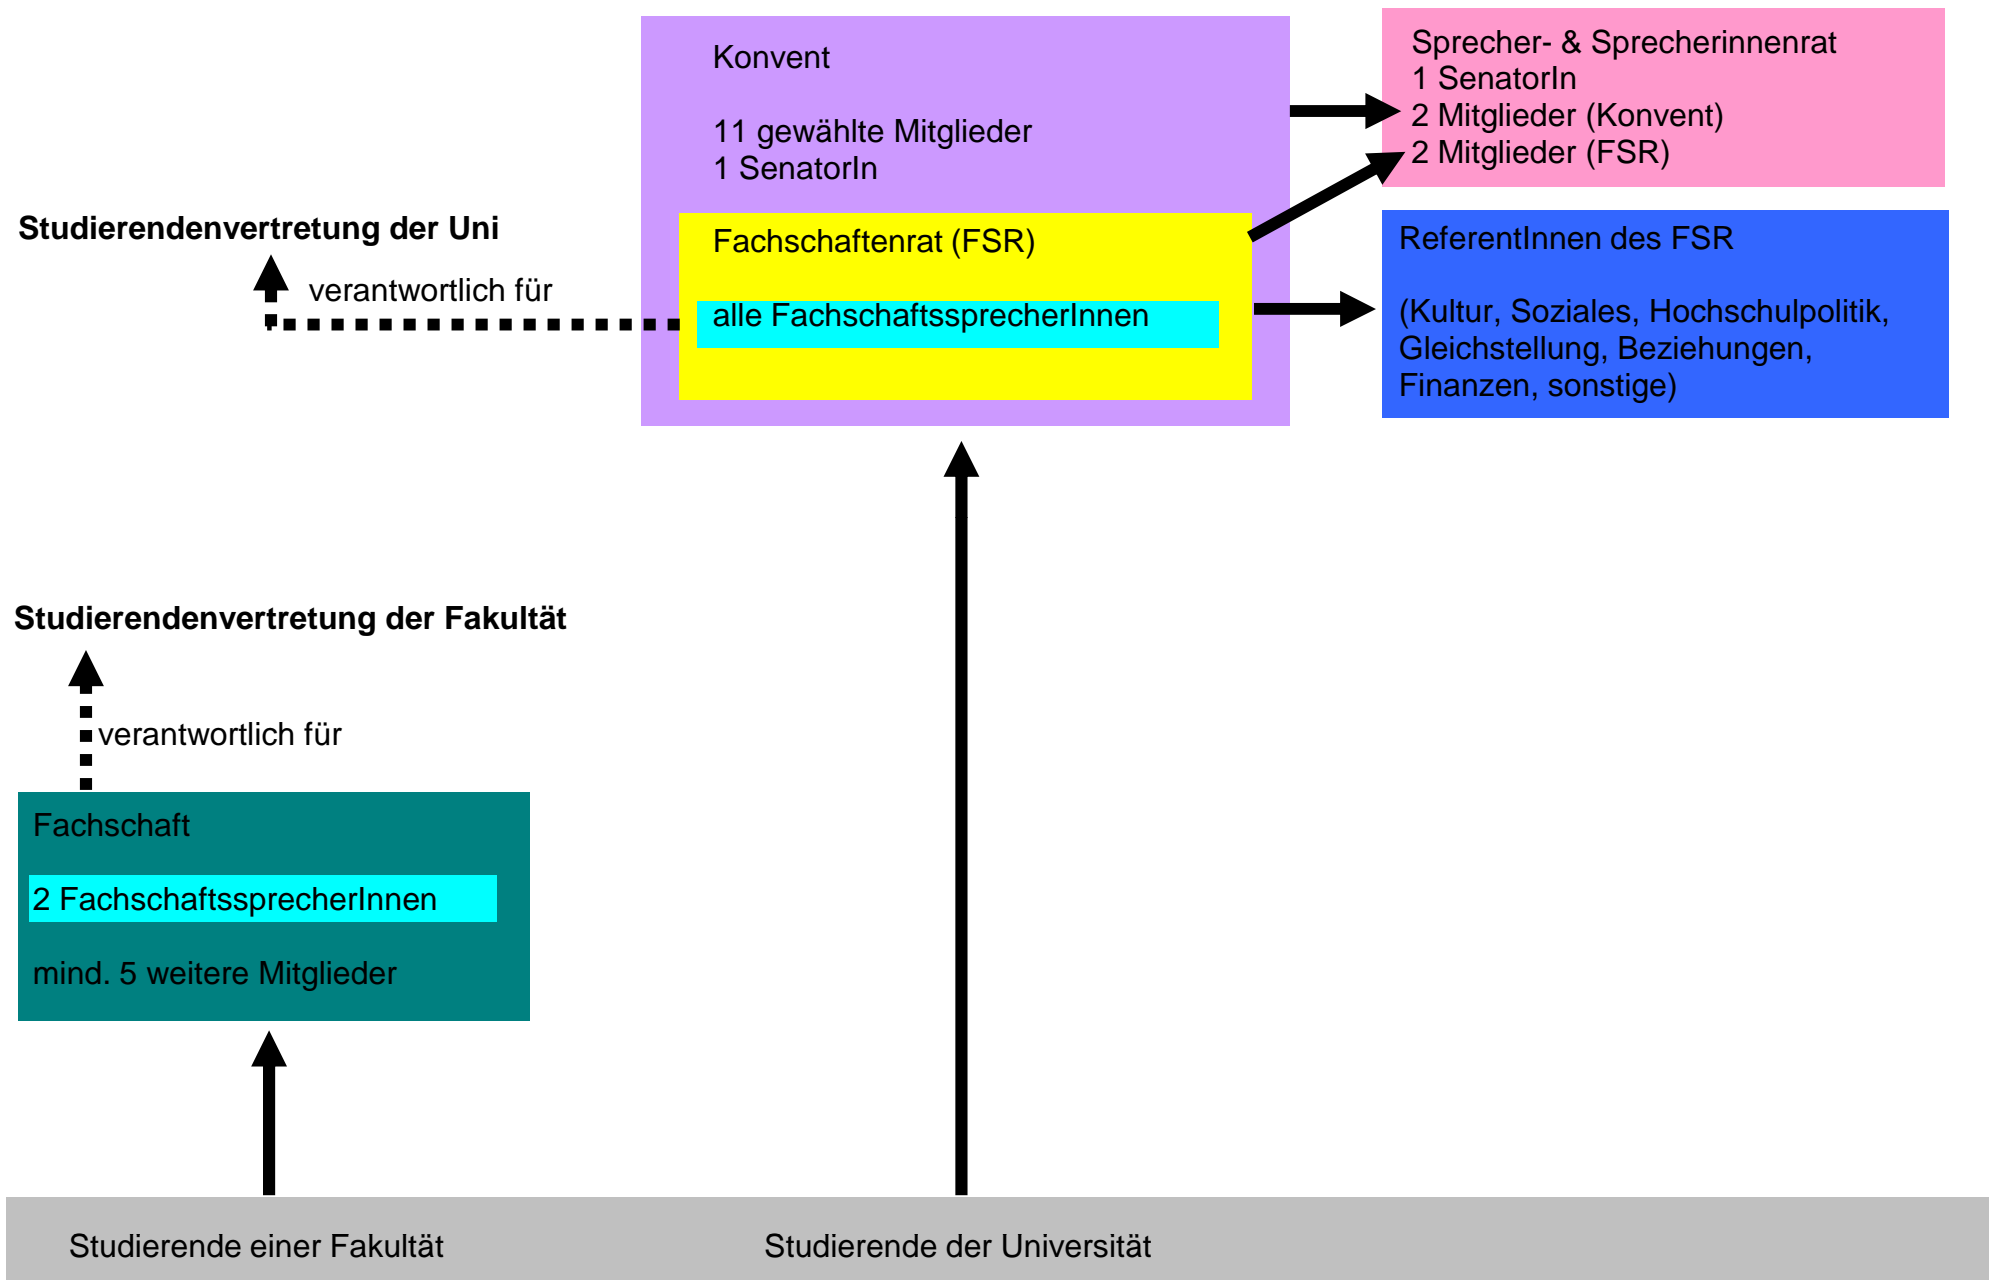 Konvent
11 gewählte Mitglieder
1 SenatorIn
Sprecher- & Sprecherinnenrat
1 SenatorIn
2 Mitglieder (Konvent)
2 Mitglieder (FSR)
Studierendenvertretung der Uni
verantwortlich für
Fachschaftenrat (FSR)
alle FachschaftssprecherInnen
ReferentInnen des FSR
(Kultur, Soziales, Hochschulpolitik,
Gleichstellung, Beziehungen,
Finanzen, sonstige)
Studierendenvertretung der Fakultät
verantwortlich für
Fachschaft
2 FachschaftssprecherInnen
mind. 5 weitere Mitglieder
Studierende einer Fakultät
Studierende der Universität